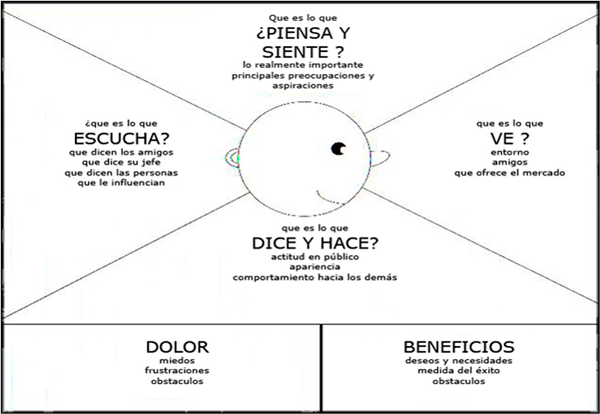 Que es lo que
¿PIENSA Y
SIENTE ?
lo realmente importante
principales preocupaciones y
aspiraciones
¿que es lo que
ESCUCHA?
que dicen los amigos
que dice su jefe
que dicen las personas
que le influencian
que es lo que
VE ?
entorno
amigos
que ofrece el mercado
que es lo que
DICE Y HACE?
actitud en público
apariencia
comportamiento hacia los demás
DOLOR
miedos
frustraciones
obstaculos
BENEFICIOS
deseos y necesidades
medida del éxito
obstaculos